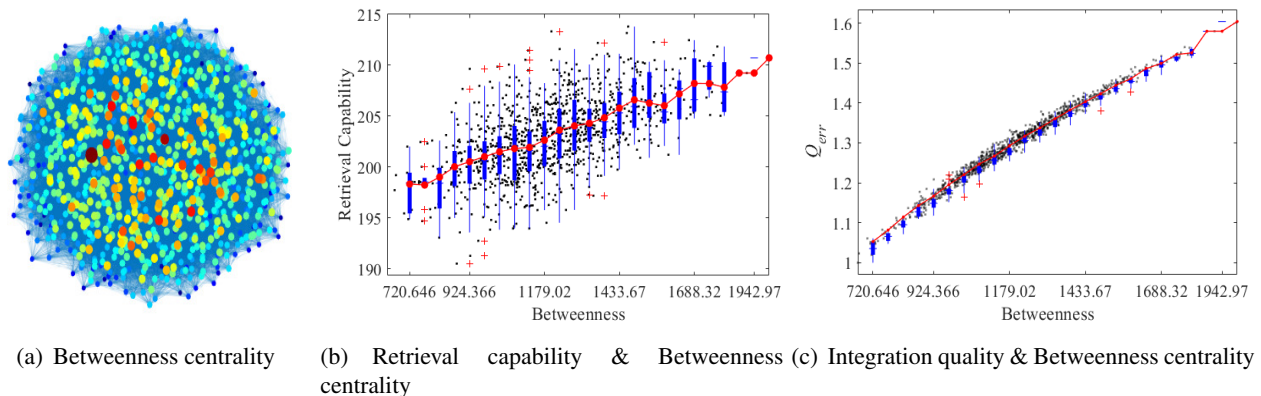 215
210
205
200
195
190
Retrieval Capability
720.646 924.366 1179.02 1433.67 1688.32 1942.97
Betweenness
1.6
1.5
1.4
1.3
1.2
1.1
1
Qerr
720.646 924.366 1179.02 1433.67 1688.32 1942.97
Betweenness
(a) Betweenness centrality
(b) Retrieval capability & Betweenness
centrality
(c) Integration quality & Betweenness centrality